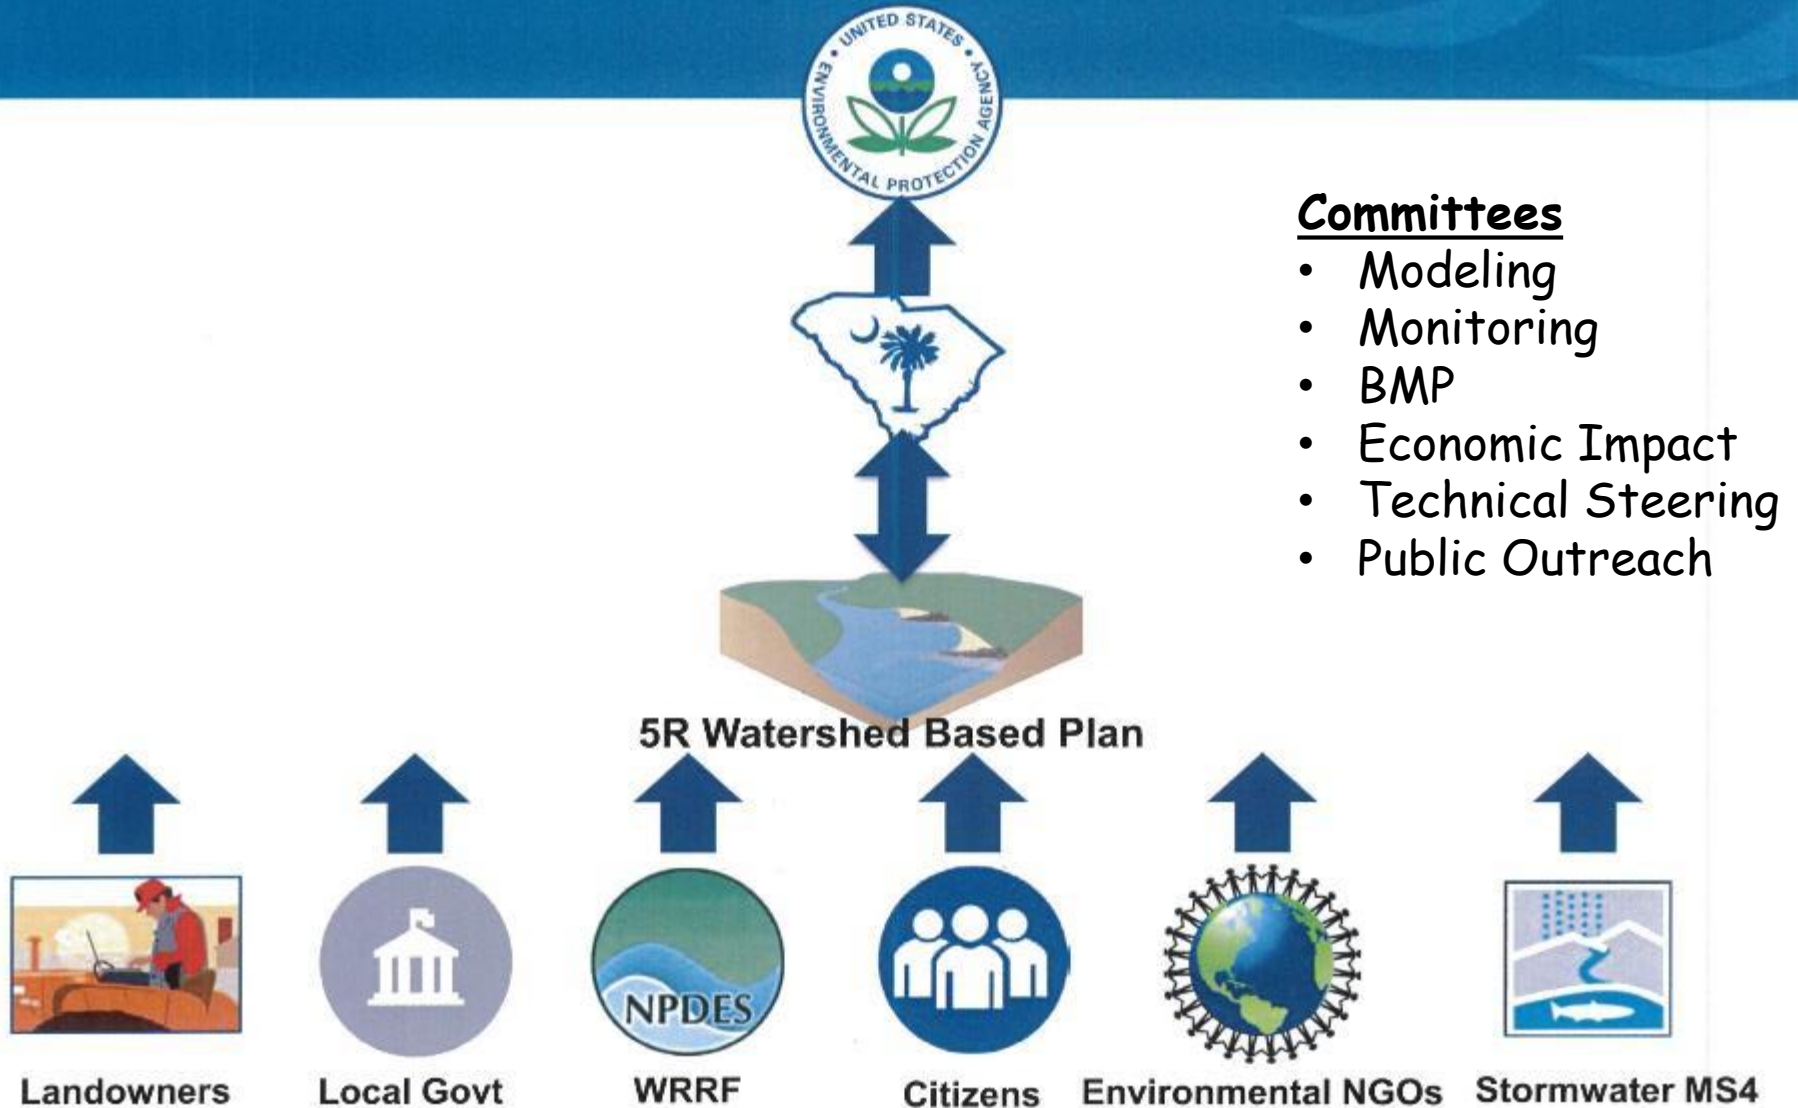 UNITED STATES • ENVIRONMENTAL PROTECTION AGENCY •
Committees
• Modeling
• Monitoring
• BMP
• Economic Impact
• Technical Steering
• Public Outreach
5R Watershed Based Plan
NPDES
Landowners
Local Govt
WRRF
Citizens
Environmental NGOs
Stormwater MS4